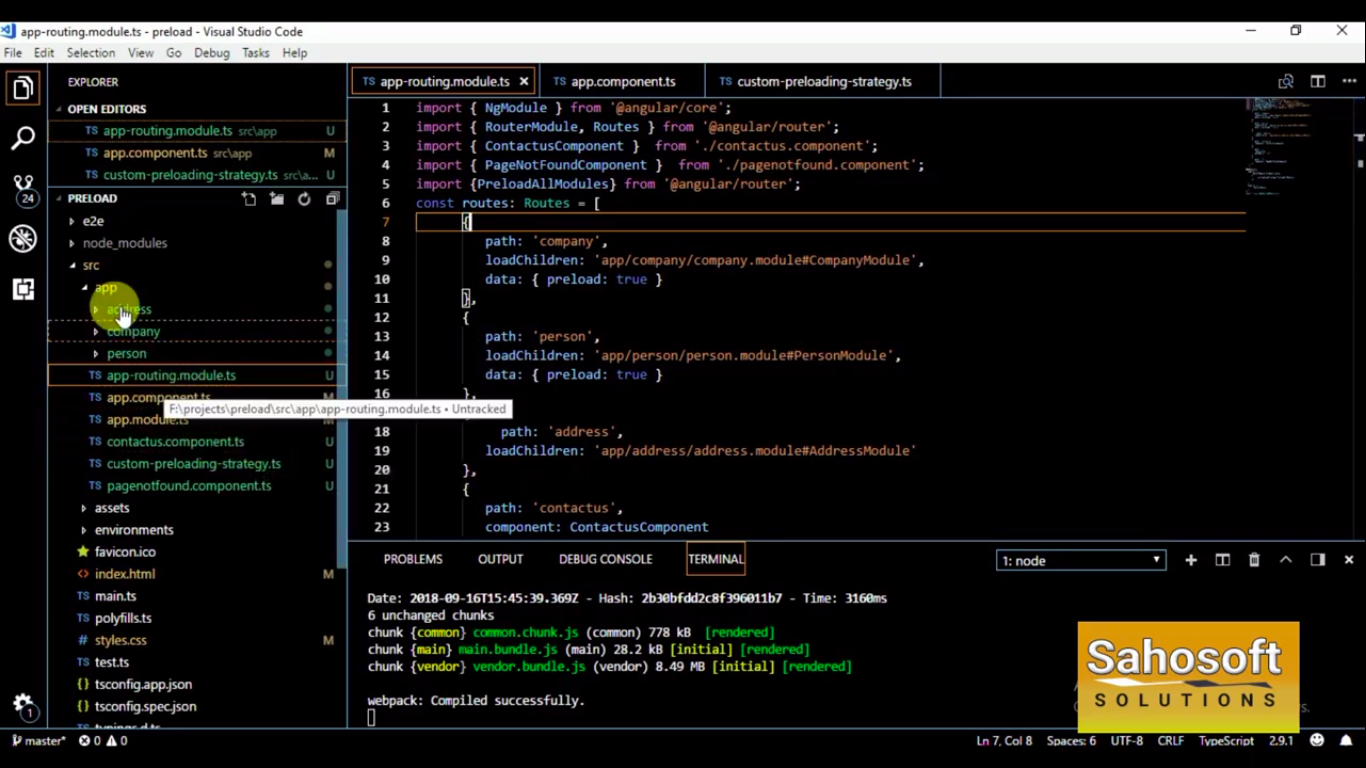 app-routing.module.ts - preload - Visual Studio Code
File Edit Selection View Go Debug Tasks Help
EXPLORER
OPEN EDITORS
TS app-routing.module.ts src\app U
TS app.component.ts src\app M
TS custom-preloading-strategy.ts src\a... U
24
PRELOAD
e2e
node_modules
src
app
address
company
person
TS app-routing.module.ts U
TS app.component.ts M
F:\projects\preload\src\app\app-routing.module.ts • Untracked
TS app.module.ts M
TS contactus.component.ts U
TS custom-preloading-strategy.ts U
TS pagenotfound.component.ts U
assets
environments
favicon.ico
<> index.html M
TS main.ts
TS polyfills.ts
# styles.css M
TS test.ts
{} tsconfig.app.json
{} tsconfig.spec.json
TS typings.d.ts
1
TS app-routing.module.ts × TS app.component.ts TS custom-preloading-strategy.ts
1 import { NgModule } from '@angular/core';
2 import { RouterModule, Routes } from '@angular/router';
3 import { ContactusComponent } from './contactus.component';
4 import { PageNotFoundComponent } from './pagenotfound.component';
5 import {PreloadAllModules} from '@angular/router';
6 const routes: Routes = [
7 {
8 path: 'company',
9 loadChildren: 'app/company/company.module#CompanyModule',
10 data: { preload: true }
11 },
12 {
13 path: 'person',
14 loadChildren: 'app/person/person.module#PersonModule',
15 data: { preload: true }
16 },
18 path: 'address',
19 loadChildren: 'app/address/address.module#AddressModule'
20 },
21 {
22 path: 'contactus',
23 component: ContactusComponent
PROBLEMS OUTPUT DEBUG CONSOLE TERMINAL 1: node
Date: 2018-09-16T15:45:39.369Z - Hash: 2b30bfdd2c8f396011b7 - Time: 3160ms
6 unchanged chunks
chunk {common} common.chunk.js (common) 778 kB [rendered]
chunk {main} main.bundle.js (main) 28.2 kB [initial] [rendered]
chunk {vendor} vendor.bundle.js (vendor) 8.49 MB [initial] [rendered]
webpack: Compiled successfully.
Sahosoft
SOLUTIONS
master* 0 0 Ln 7, Col 8 Spaces: 6 UTF-8 CRLF TypeScript 2.9.1